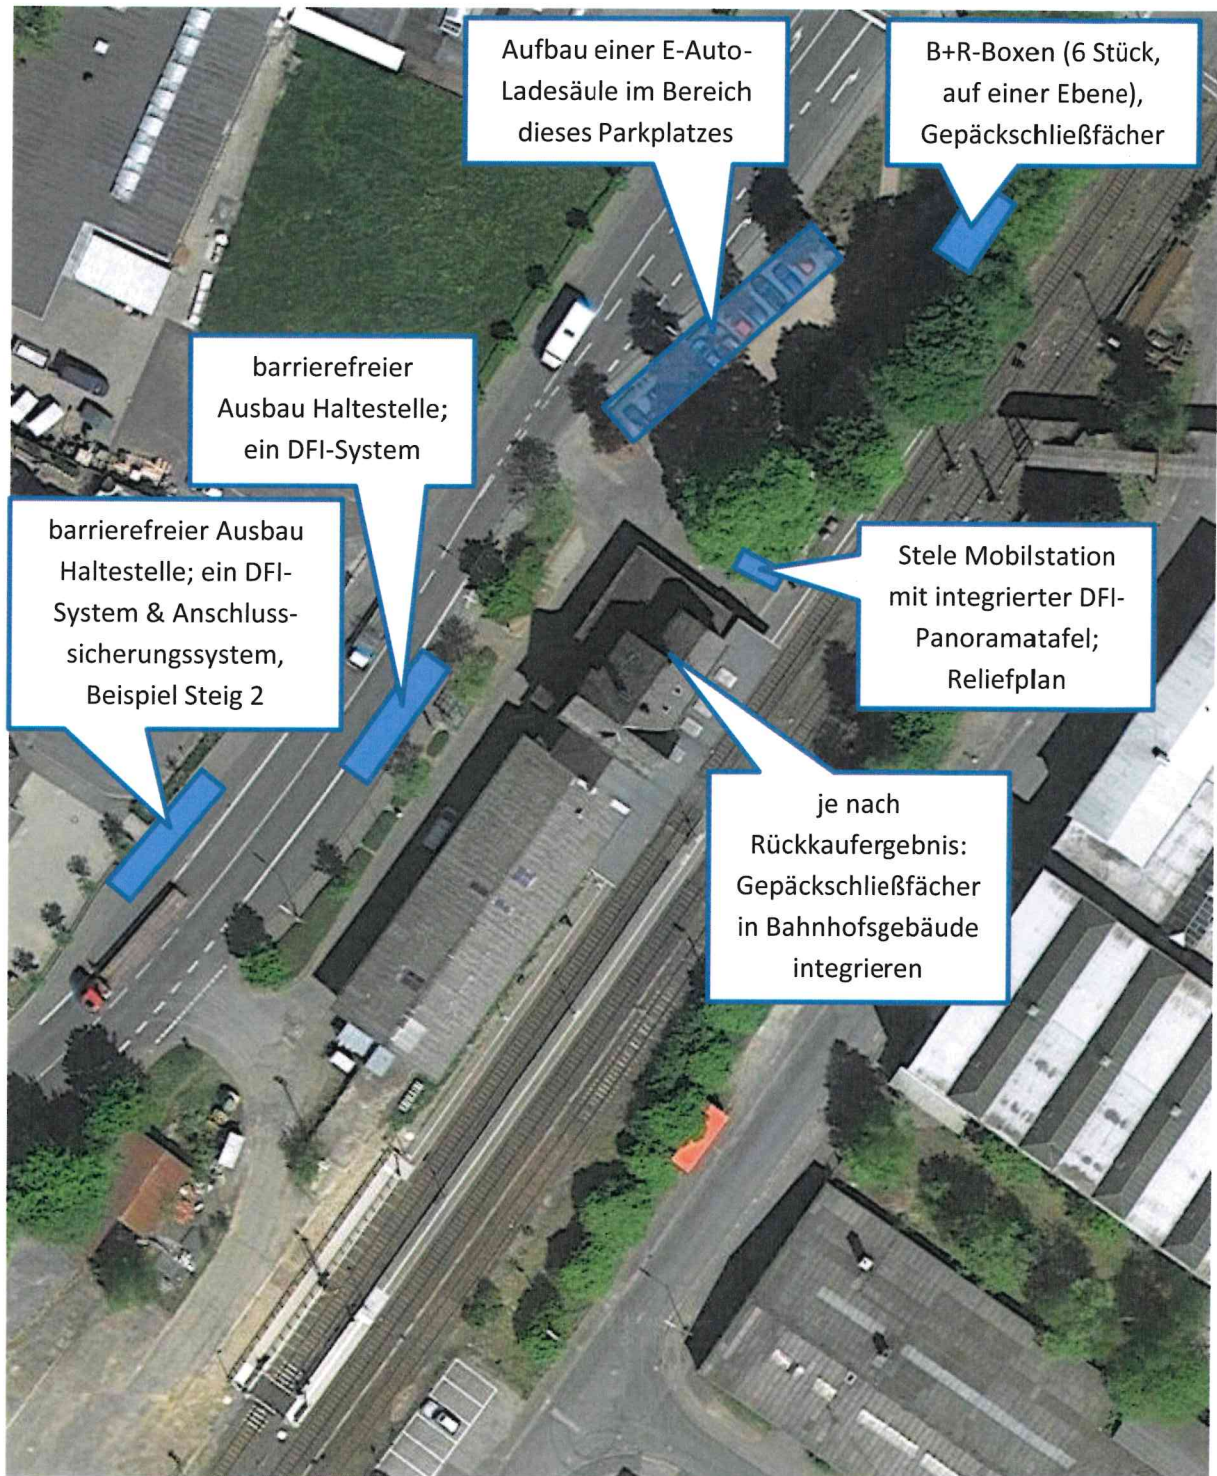 Aufbau einer E-Auto-
Ladesäule im Bereich
dieses Parkplatzes
B+R-Boxen (6 Stück,
auf einer Ebene),
Gepäckschließfächer
barrierefreier
Ausbau Haltestelle;
ein DFI-System
barrierefreier Ausbau
Haltestelle; ein DFI-
System & Anschluss-
sicherungssystem,
Beispiel Steig 2
Stele Mobilstation
mit integrierter DFI-
Panoramatafel;
Reliefplan
je nach
Rückkaufergebnis:
Gepäckschließfächer
in Bahnhofsgebäude
integrieren